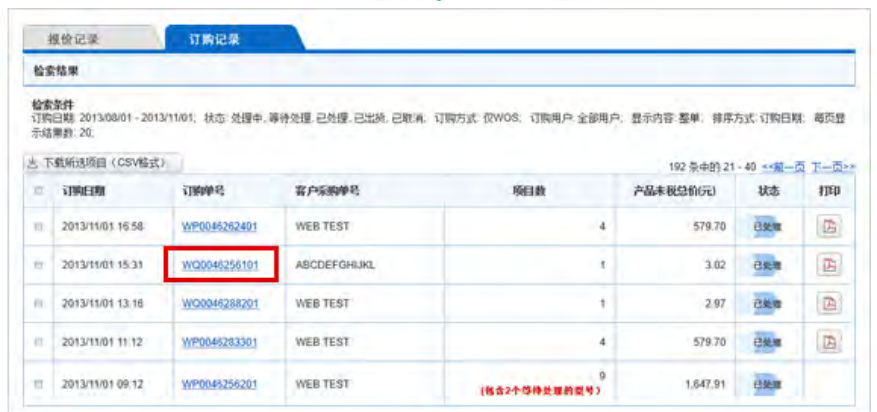 报价记录 订购记录
检索结果
检索条件
订购日期: 2013/08/01 - 2013/11/01; 状态: 处理中, 等待处理, 已处理, 已出货, 已取消; 订购方式: 仅WOS; 订购用户: 全部用户; 显示内容: 整单; 排序方式: 订购日期; 每页显
示结果数: 20;
下载所选项目(CSV格式)
192 条中的 21 - 40 <<前一页 下一页>>
订购日期 订购单号 客户采购单号 项目数 产品未税总价(元) 状态 打印
2013/11/01 16:58 WP0046262401 WEB TEST 4 579.70 已处理
2013/11/01 15:31 WQ0046256101 ABCDEFGHIJKL 1 3.02 已处理
2013/11/01 13:16 WQ0046288201 WEB TEST 1 2.97 已处理
2013/11/01 11:12 WP0046283301 WEB TEST 4 579.70 已处理
2013/11/01 09:12 WP0046256201 WEB TEST 9 1,647.91 已处理
(包含2个等待处理的型号)